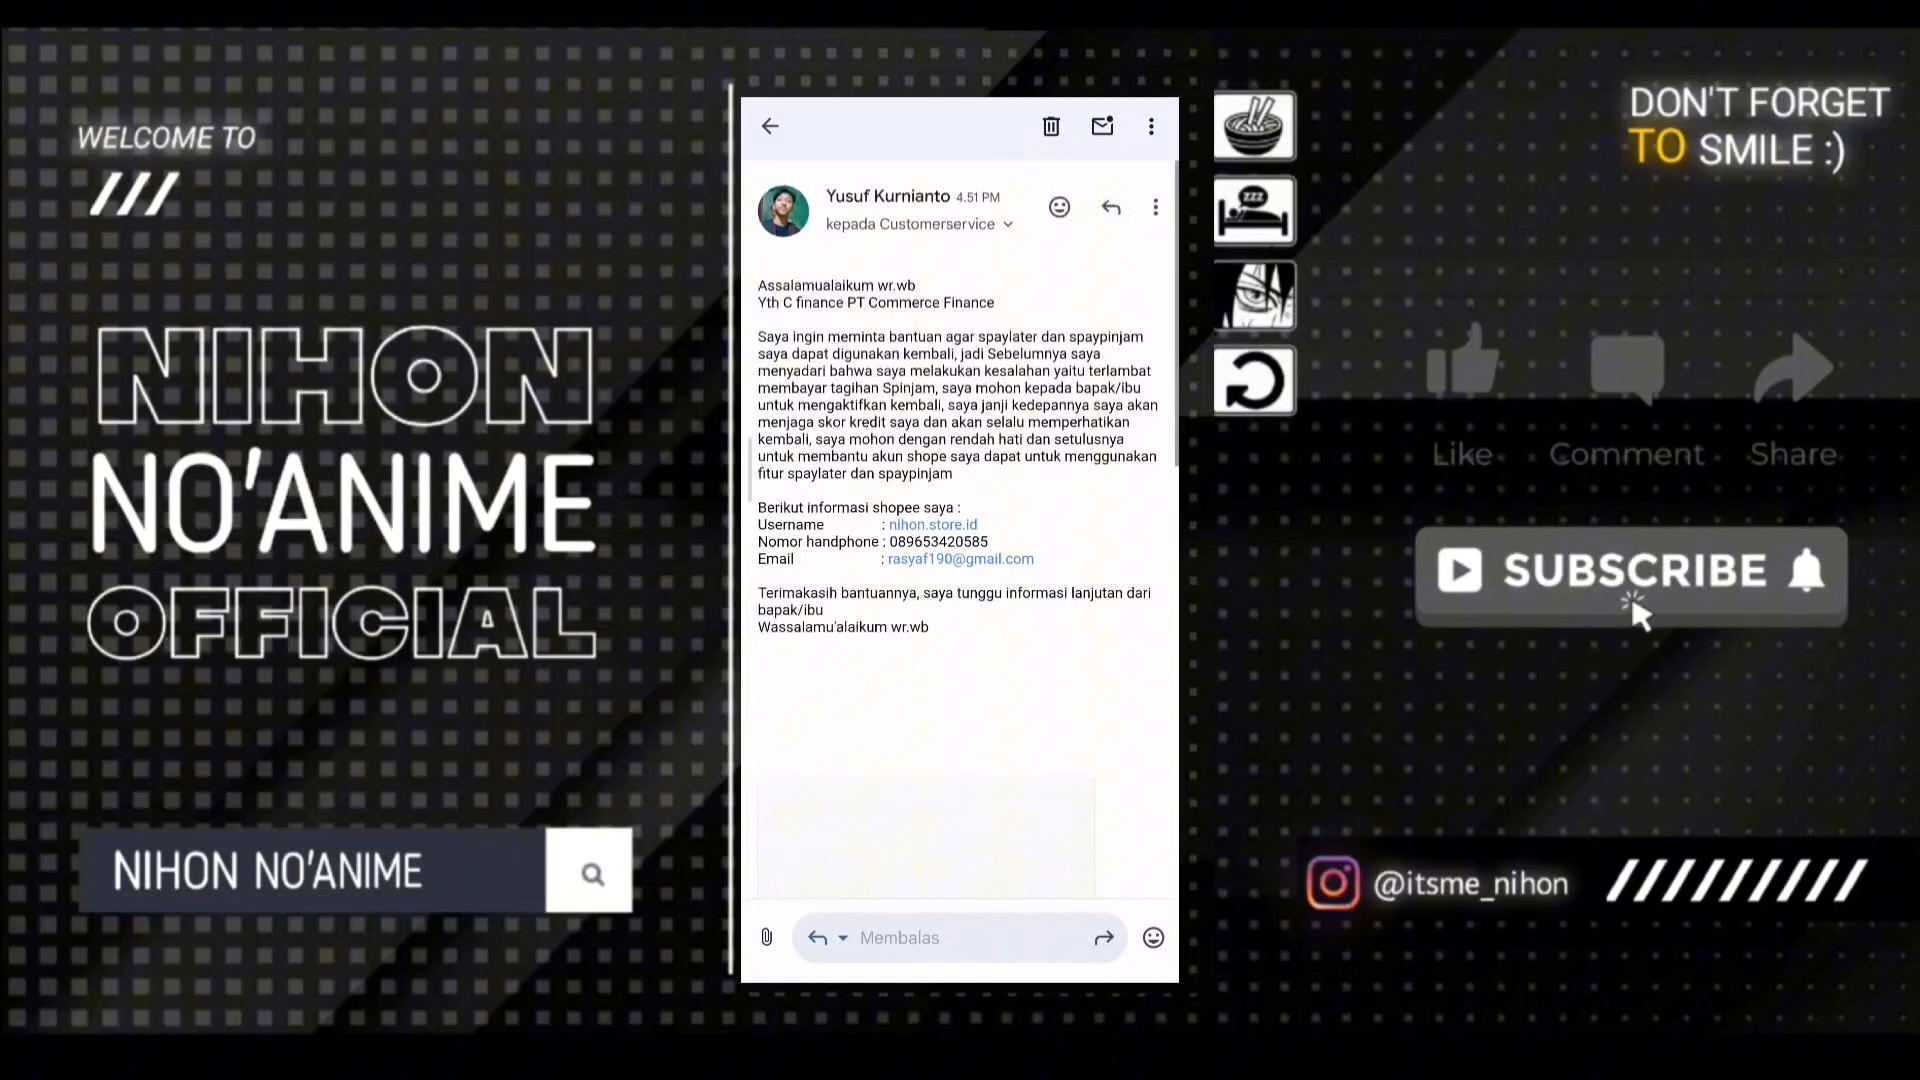 WELCOME TO
NIHON
NO'ANIME
OFFICIAL
NIHON NO'ANIME
Yusuf Kurnianto 4.51 PM
kepada Customerservice
Assalamualaikum wr.wb
Yth C finance PT Commerce Finance
Saya ingin meminta bantuan agar spaylater dan spaypinjam
saya dapat digunakan kembali, jadi Sebelumnya saya
menyadari bahwa saya melakukan kesalahan yaitu terlambat
membayar tagihan Spinjam, saya mohon kepada bapak/ibu
untuk mengaktifkan kembali, saya janji kedepannya saya akan
menjaga skor kredit saya dan akan selalu memperhatikan
kembali, saya mohon dengan rendah hati dan setulusnya
untuk membantu akun shope saya dapat untuk menggunakan
fitur spaylater dan spaypinjam
Berikut informasi shopee saya :
Username : nihon.store.id
Nomor handphone : 089653420585
Email : rasyaf190@gmail.com
Terimakasih bantuannya, saya tunggu informasi lanjutan dari
bapak/ibu
Wassalamu'alaikum wr.wb
Membalas
zzz
DON'T FORGET
TO SMILE :)
Like Comment Share
SUBSCRIBE
@itsme_nihon